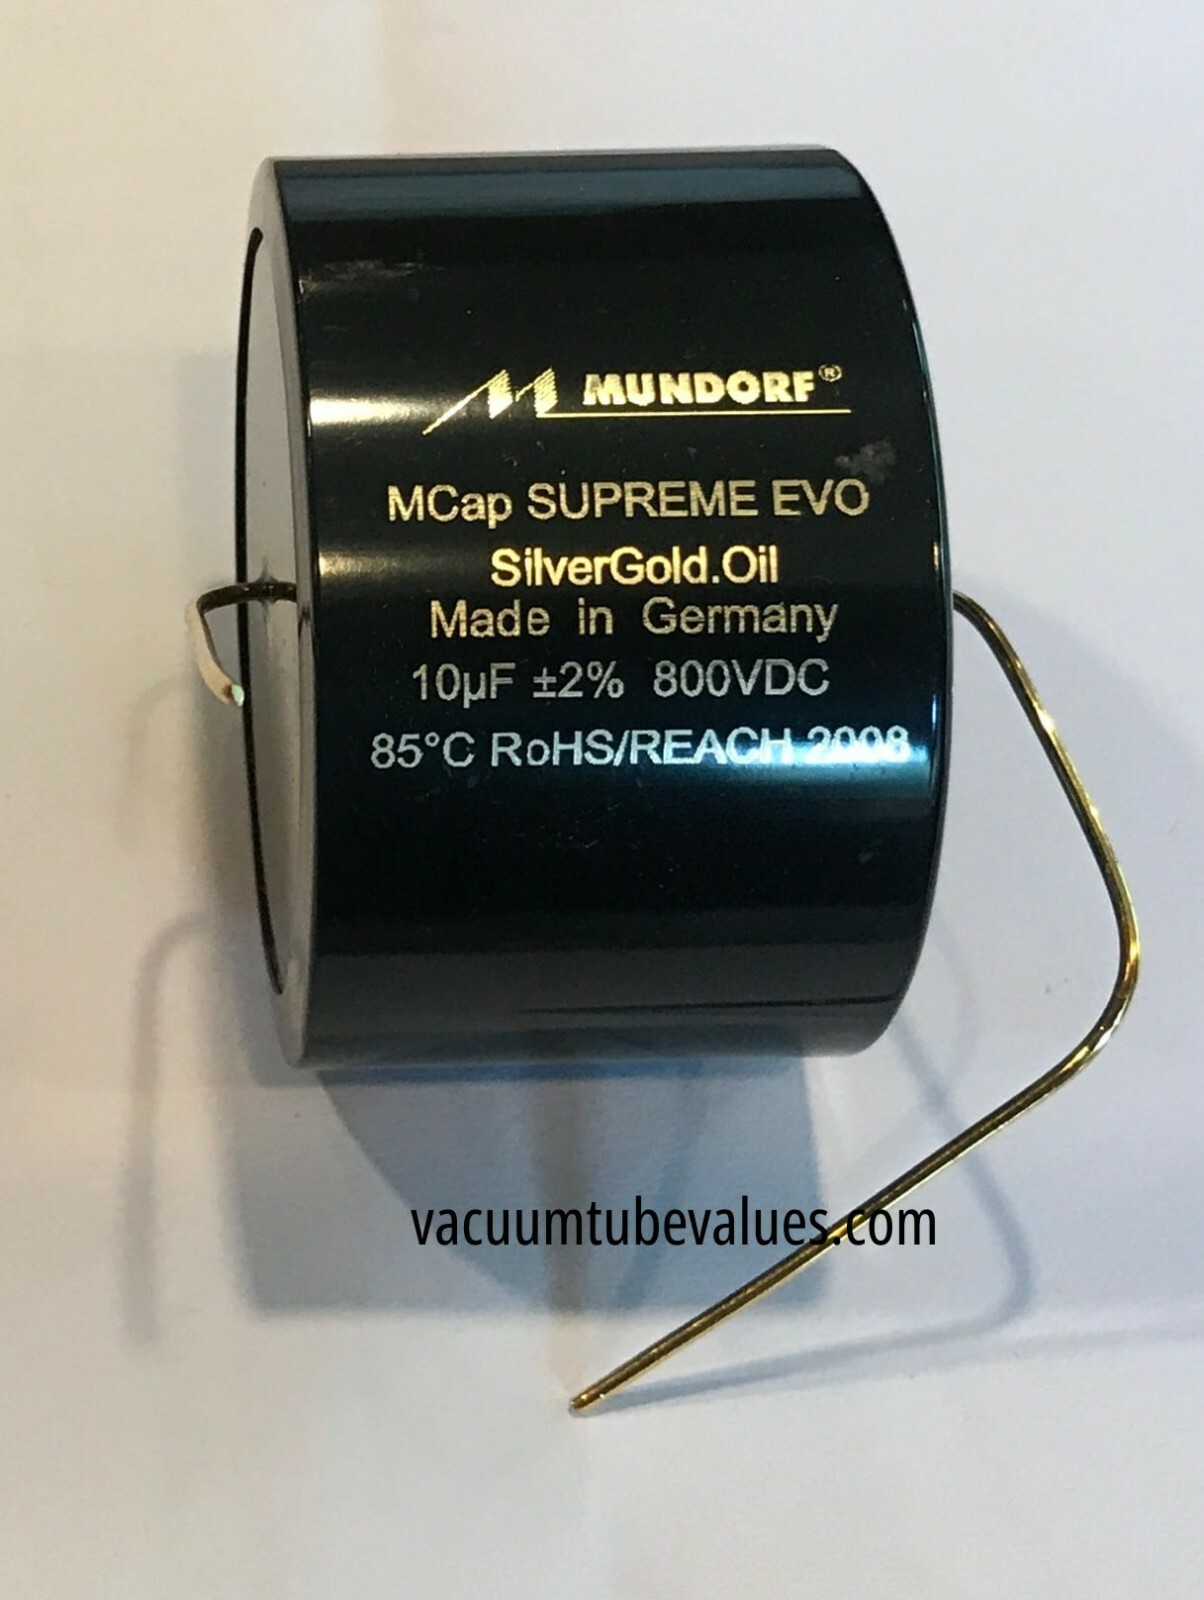 MUNDORF®
MCap SUPREME EVO
SilverGold.Oil
Made in Germany
10µF ±2% 800VDC
85°C RoHS/REACH 2008
vacuumtubevalues.com